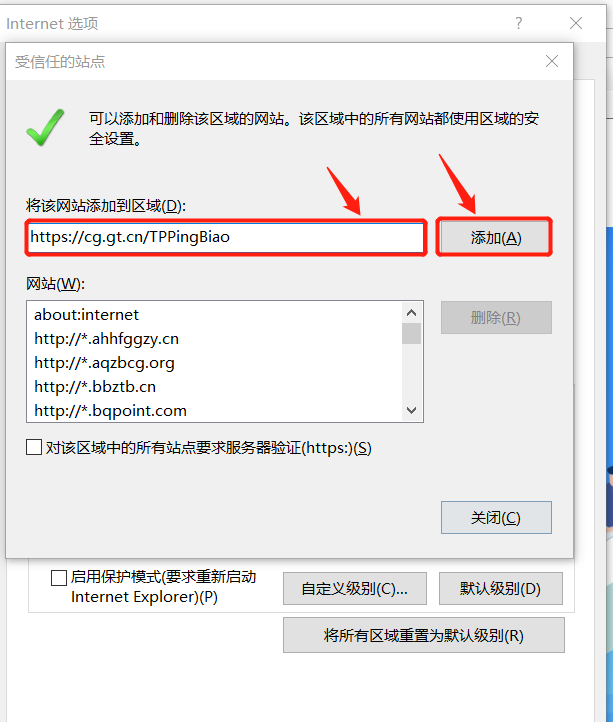 Internet 选项
?
受信任的站点
可以添加和删除该区域的网站。该区域中的所有网站都使用区域的安
全设置。
将该网站添加到区域(D):
https://cg.gt.cn/TPPingBiao
添加(A)
网站(W):
about:internet
http://*.ahhfggzy.cn
http://*.aqzbcg.org
http://*.bbztb.cn
http://*.bqpoint.com
删除(R)
对该区域中的所有站点要求服务器验证(https:)(S)
关闭(C)
启用保护模式(要求重新启动
Internet Explorer)(P)
自定义级别(C)...
默认级别(D)
将所有区域重置为默认级别(R)